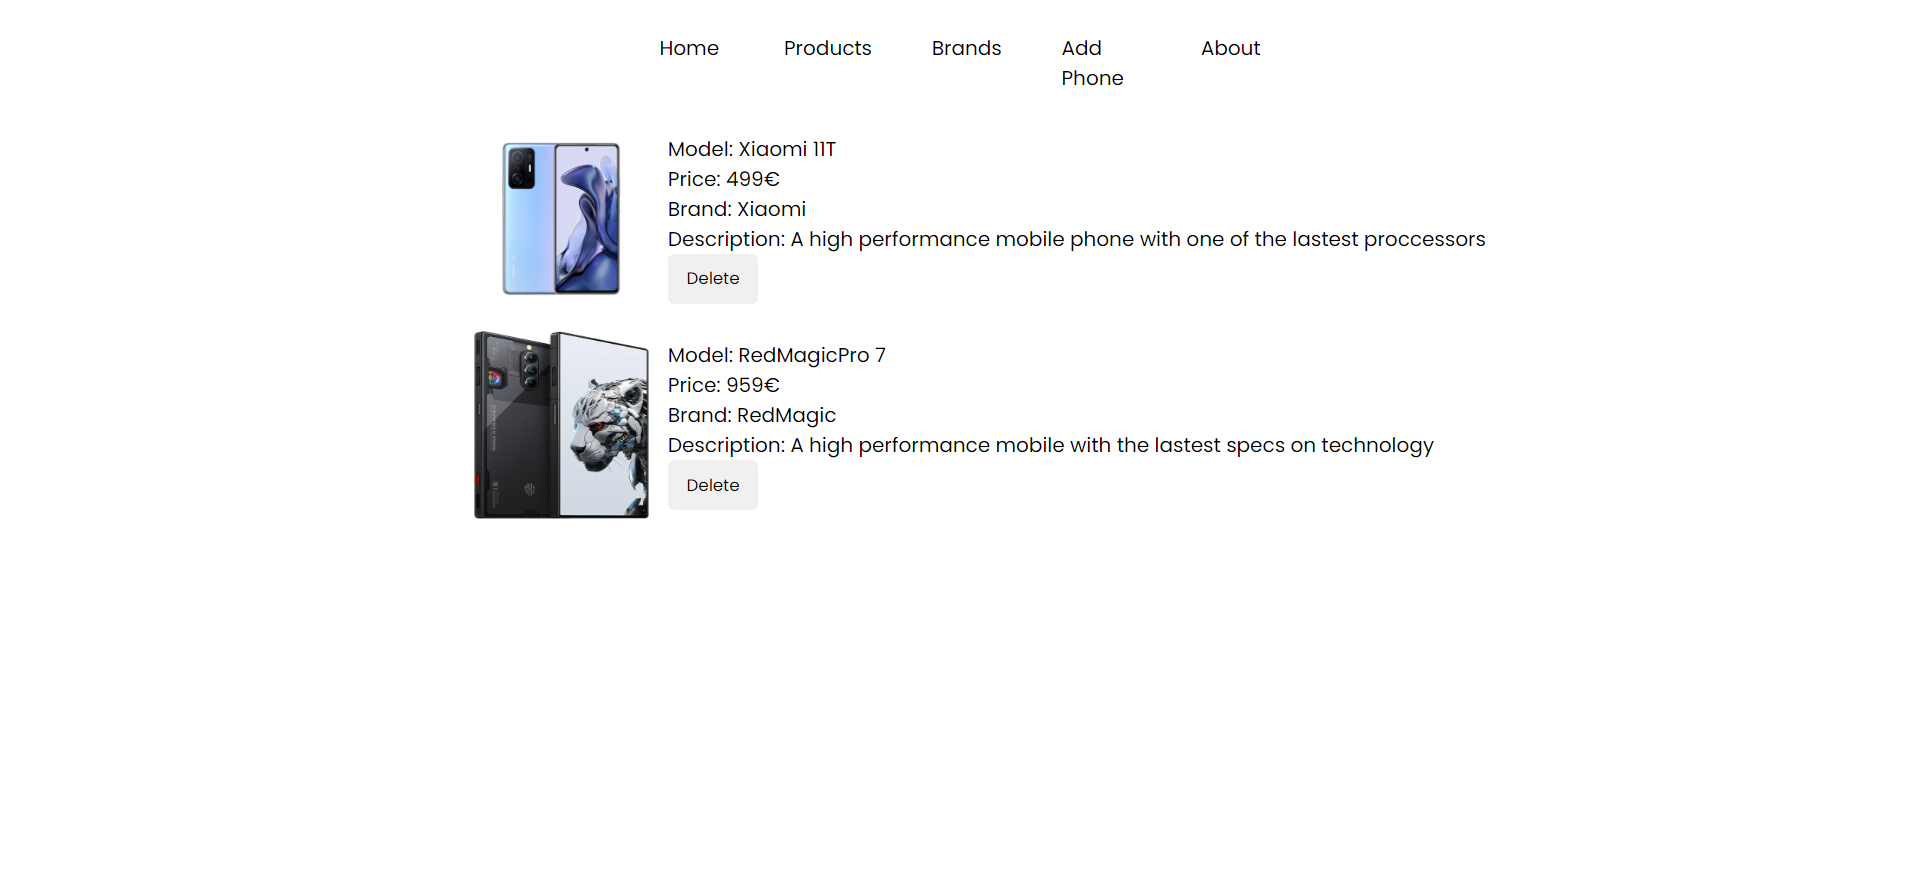 Home Products Brands Add Phone About
Model: Xiaomi 11T
Price: 499€
Brand: Xiaomi
Description: A high performance mobile phone with one of the lastest proccessors
Delete
Model: RedMagicPro 7
Price: 959€
Brand: RedMagic
Description: A high performance mobile with the lastest specs on technology
Delete